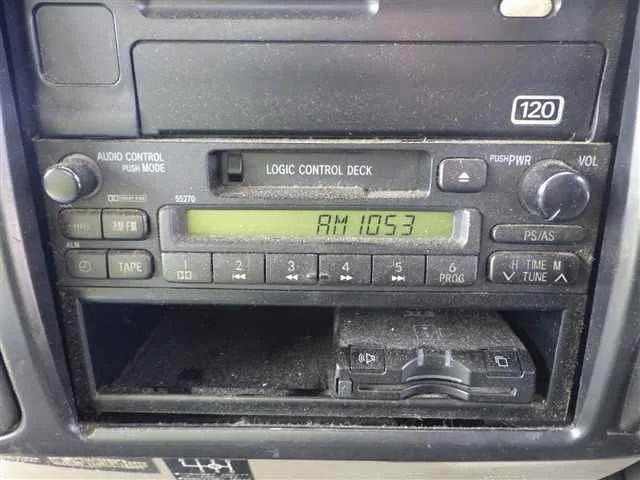 120
AUDIO CONTROL
PUSH MODE
LOGIC CONTROL DECK
PUSH PWR
VOL
55270
AM 1053
AM FM
PS/AS
ALM
TAPE
1
2
3
4
5
6
PROG
H TIME M
TUNE